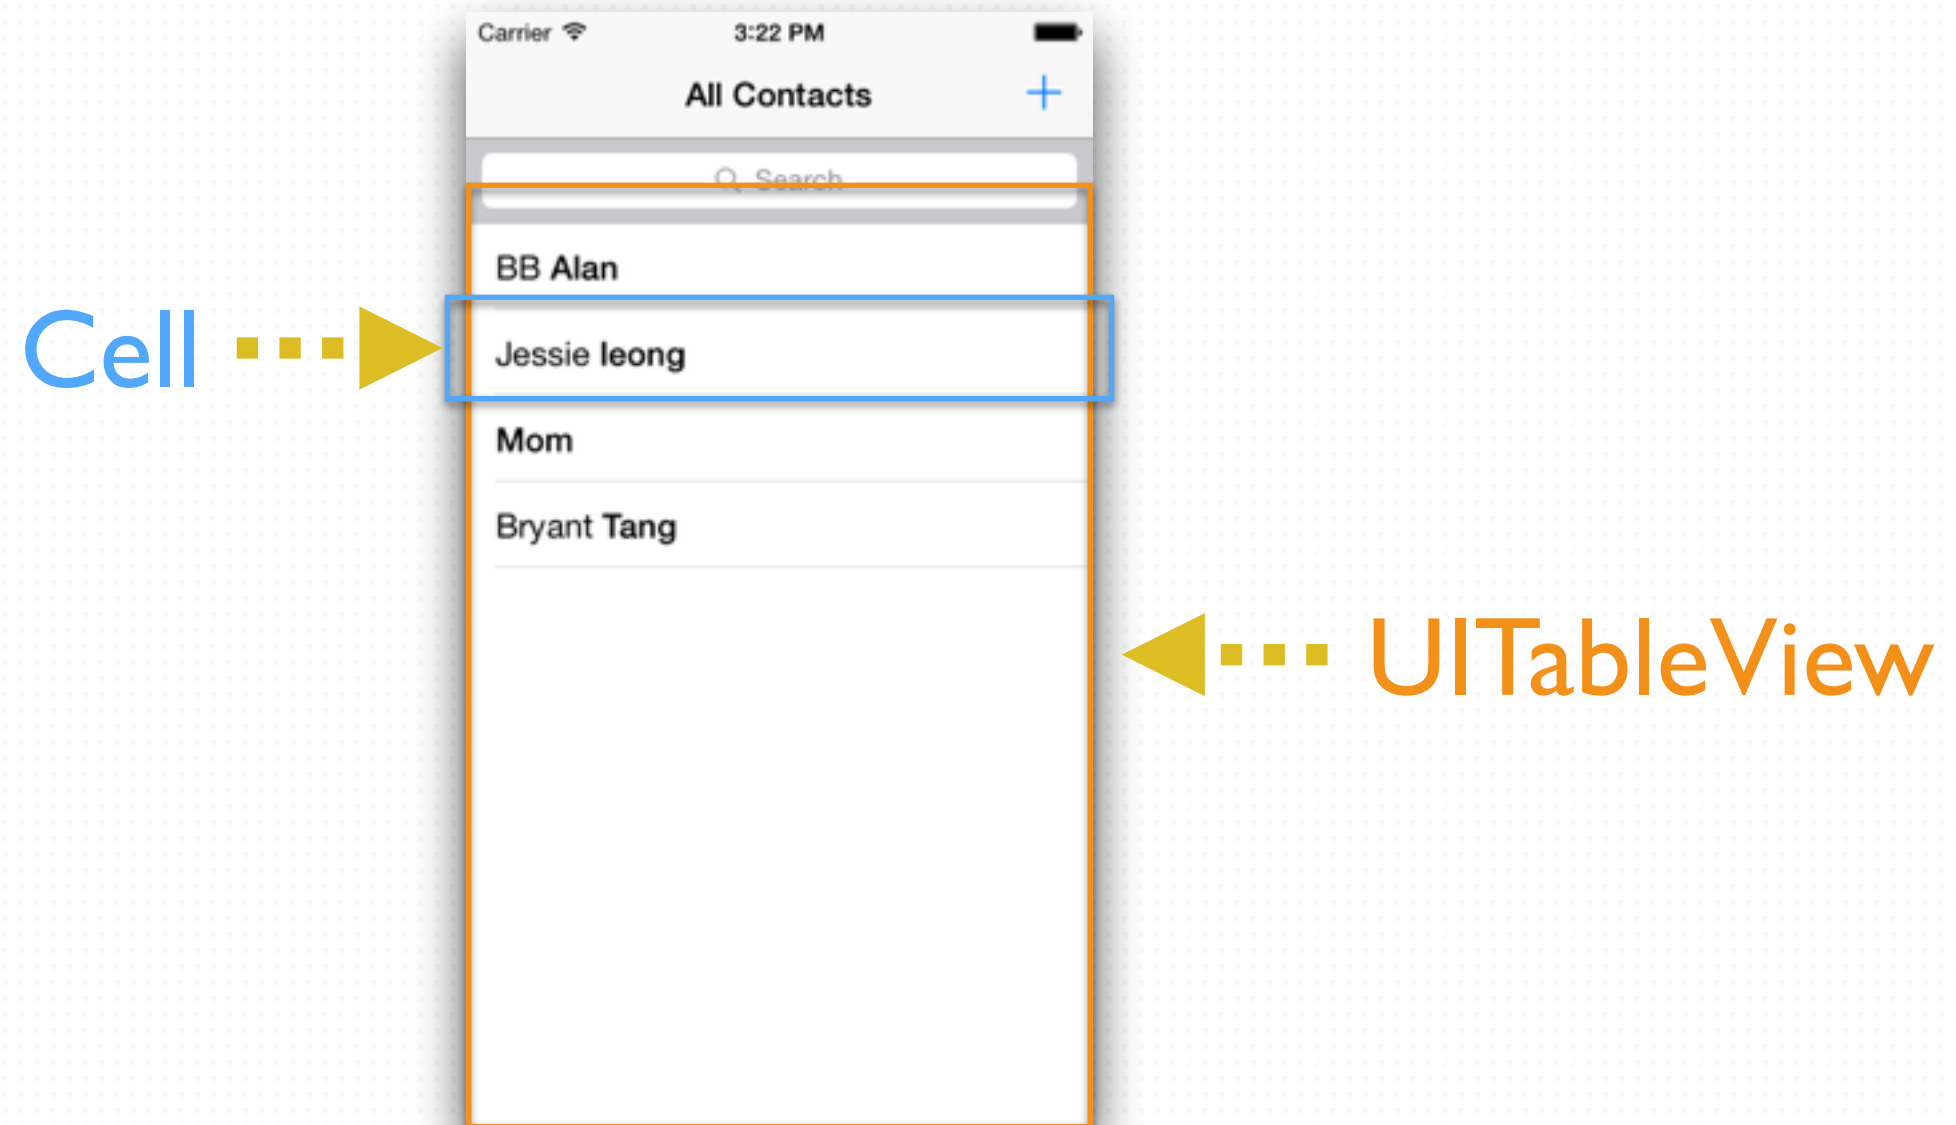 Carrier 3:22 PM
All Contacts +
Search
BB Alan
Cell
Jessie Ieong
Mom
Bryant Tang
UITableView